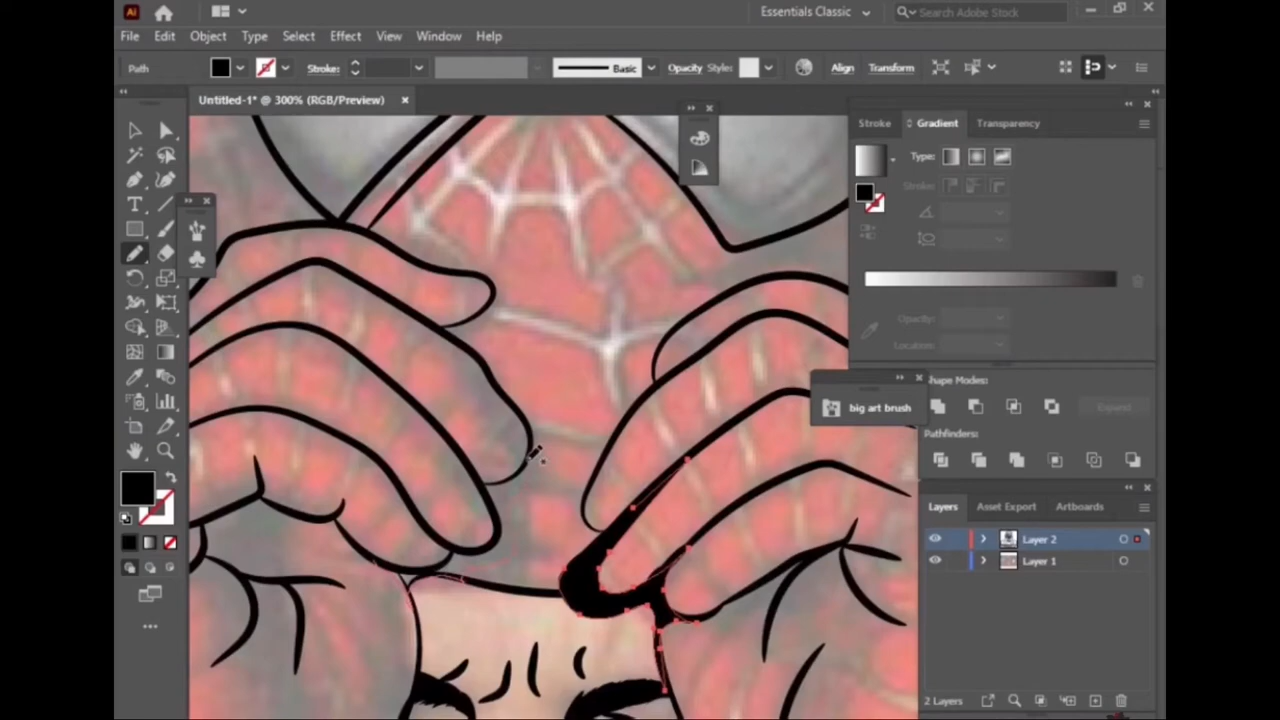 Ai
Essentials Classic
Search Adobe Stock
File Edit Object Type Select Effect View Window Help
Path
Stroke:
Basic
Opacity
Style:
Align
Transform
Untitled-1* @ 300% (RGB/Preview)
Stroke
Gradient
Transparency
Type:
Stroke:
Opacity:
Location:
big art brush
Shape Modes:
Expand
Pathfinders:
Layers
Asset Export
Artboards
Layer 2
Layer 1
2 Layers